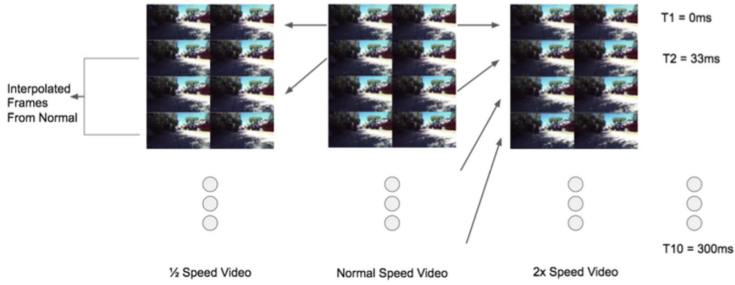 T1 = 0ms
T2 = 33ms
Interpolated
Frames
From Normal
T10 = 300ms
½ Speed Video
Normal Speed Video
2x Speed Video